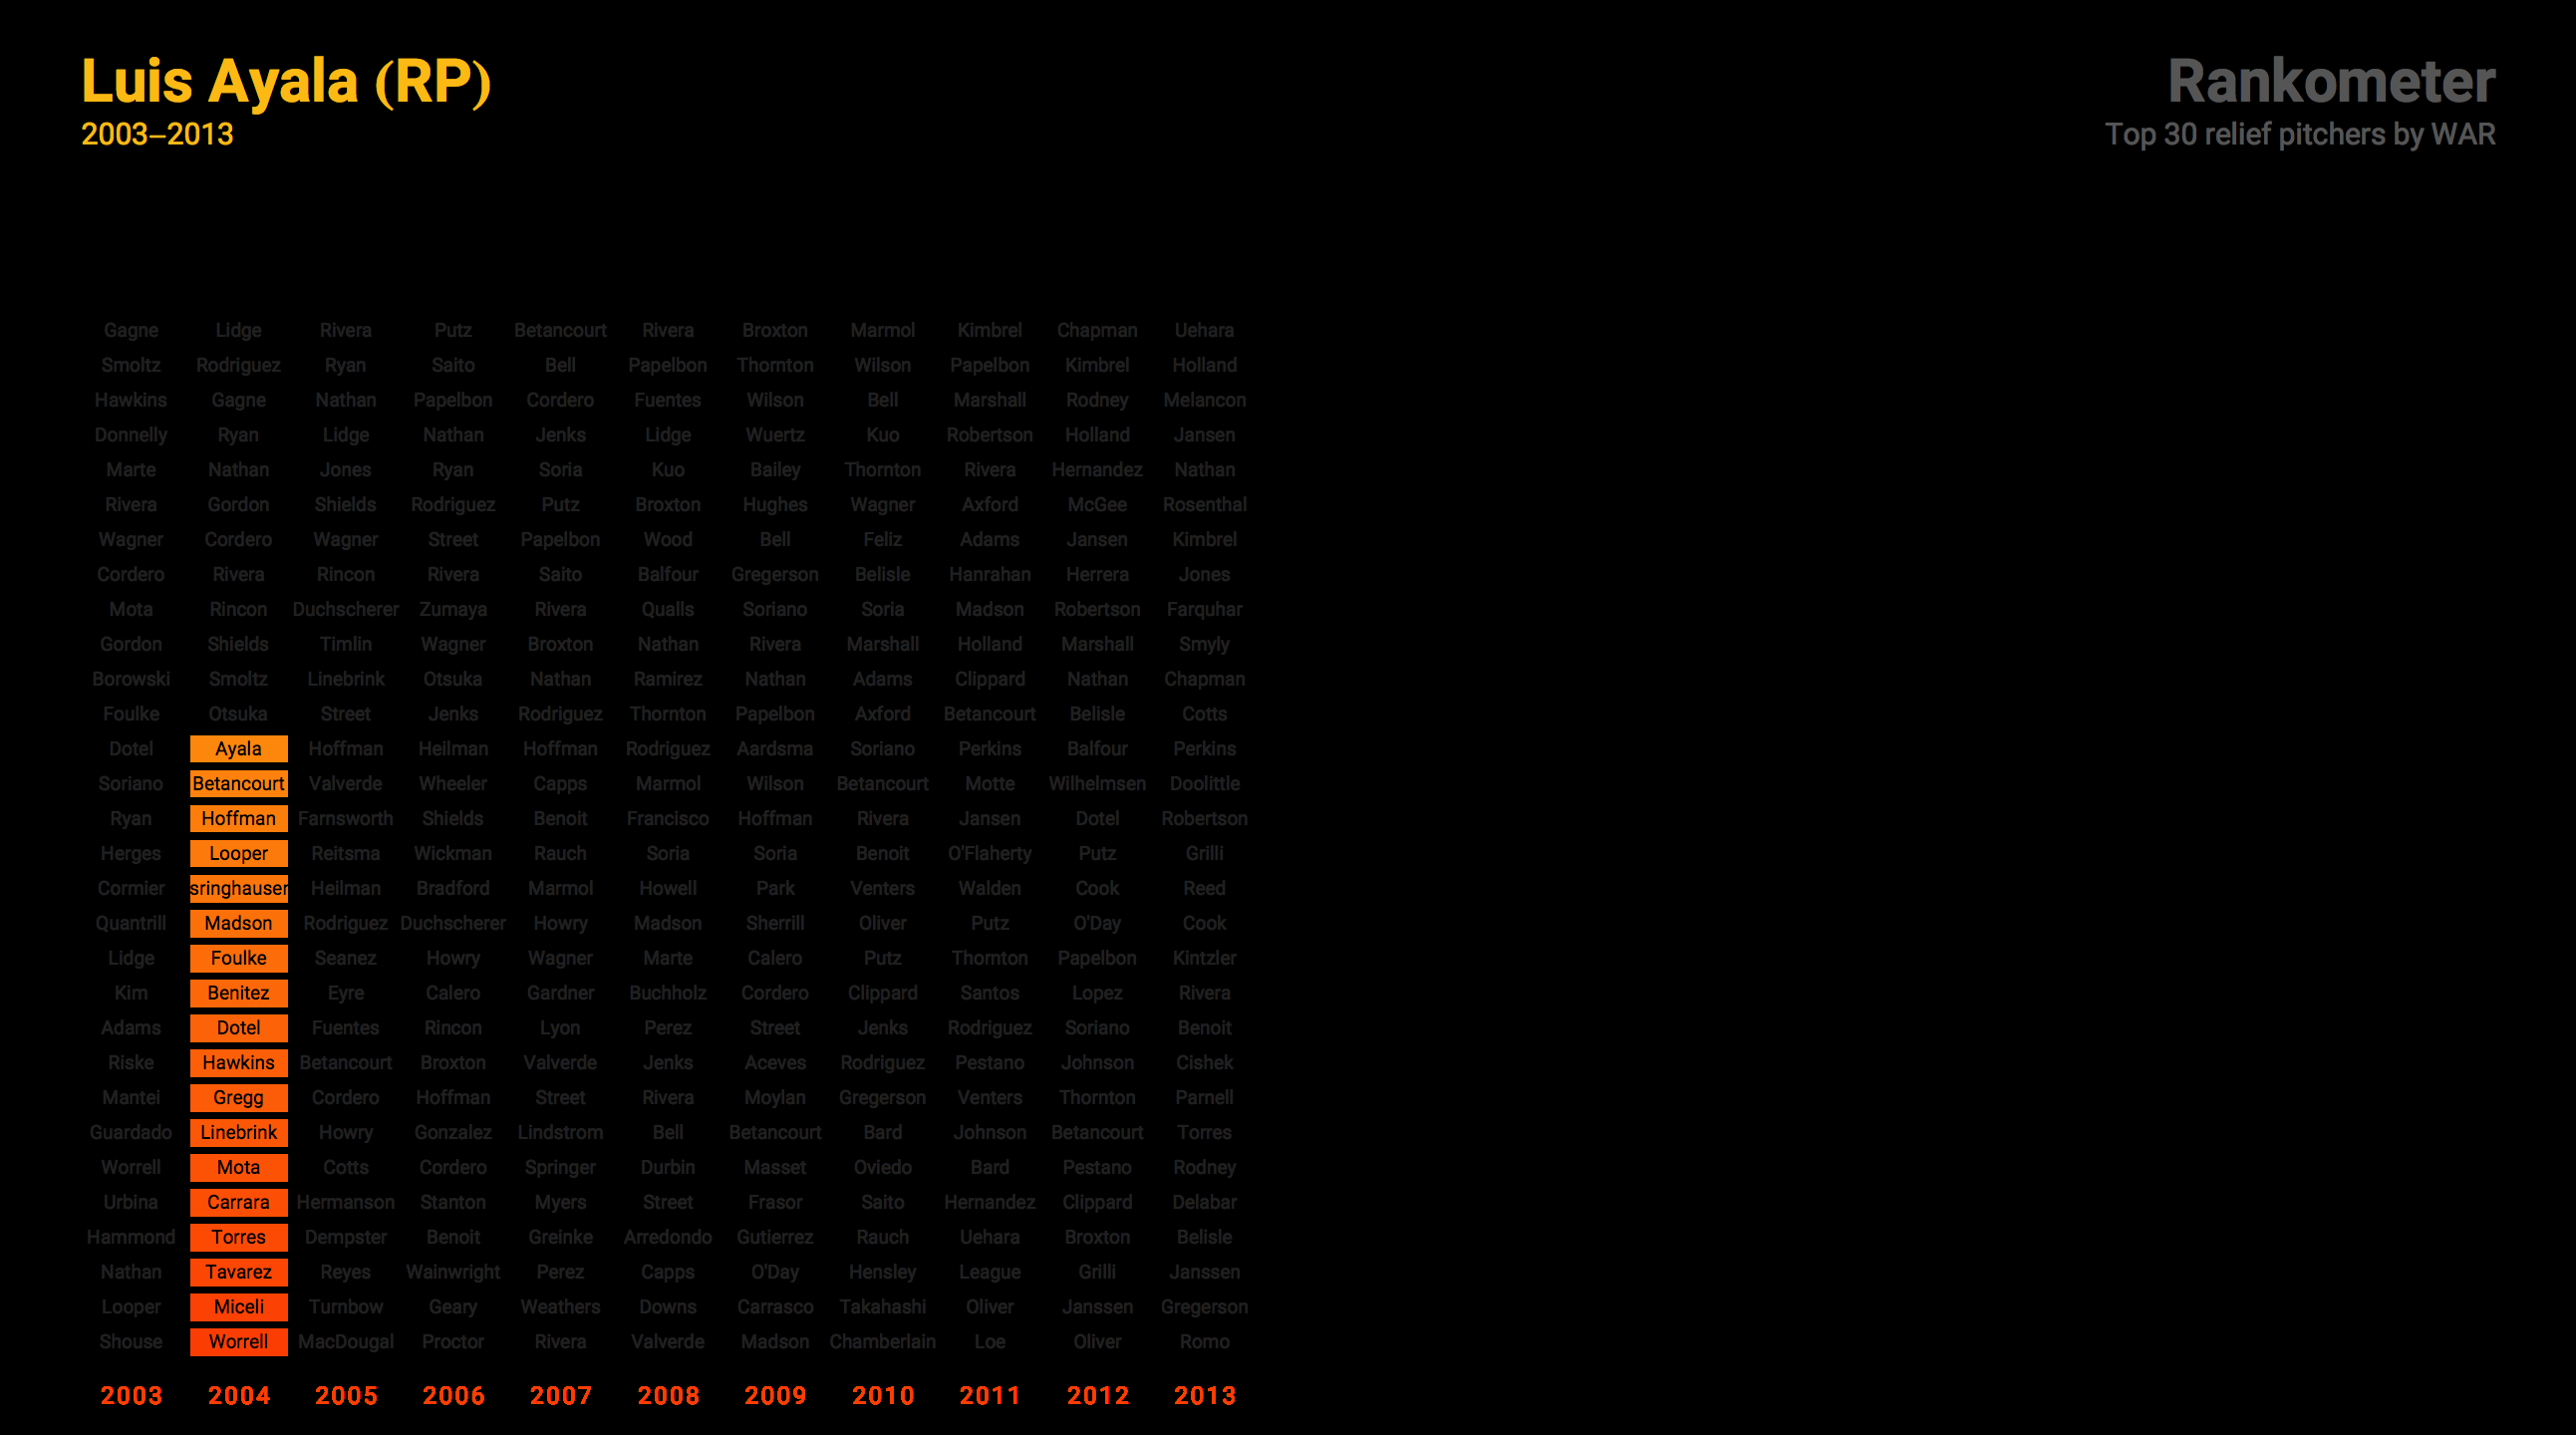 Luis Ayala (RP)
2003–2013
Rankometer
Top 30 relief pitchers by WAR
Gagne Lidge Rivera Putz Betancourt Rivera Broxton Marmol Kimbrel Chapman Uehara
Smoltz Rodriguez Ryan Saito Bell Papelbon Thornton Wilson Papelbon Kimbrel Holland
Hawkins Gagne Nathan Papelbon Cordero Fuentes Wilson Bell Marshall Rodney Melancon
Donnelly Ryan Lidge Nathan Jenks Lidge Wuertz Kuo Robertson Holland Jansen
Marte Nathan Jones Ryan Soria Kuo Bailey Thornton Rivera Hernandez Nathan
Rivera Gordon Shields Rodriguez Putz Broxton Hughes Wagner Axford McGee Rosenthal
Wagner Cordero Wagner Street Papelbon Wood Bell Feliz Adams Jansen Kimbrel
Cordero Rivera Rincon Rivera Saito Balfour Gregerson Belisle Hanrahan Herrera Jones
Mota Rincon Duchscherer Zumaya Rivera Qualls Soriano Soria Madson Robertson Farquhar
Gordon Shields Timlin Wagner Broxton Nathan Rivera Marshall Holland Marshall Smyly
Borowski Smoltz Linebrink Otsuka Nathan Ramirez Nathan Adams Clippard Nathan Chapman
Foulke Otsuka Street Jenks Rodriguez Thornton Papelbon Axford Betancourt Belisle Cotts
Dotel Ayala Hoffman Heilman Hoffman Rodriguez Aardsma Soriano Perkins Balfour Perkins
Soriano Betancourt Valverde Wheeler Capps Marmol Wilson Betancourt Motte Wilhelmsen Doolittle
Ryan Hoffman Farnsworth Shields Benoit Francisco Hoffman Rivera Jansen Dotel Robertson
Herges Looper Reitsma Wickman Rauch Soria Soria Benoit O'Flaherty Putz Grilli
Cormier sringhauser Heilman Bradford Marmol Howell Park Venters Walden Cook Reed
Quantrill Madson Rodriguez Duchscherer Howry Madson Sherrill Oliver Putz O'Day Cook
Lidge Foulke Seanez Howry Wagner Marte Calero Putz Thornton Papelbon Kintzler
Kim Benitez Eyre Calero Gardner Buchholz Cordero Clippard Santos Lopez Rivera
Adams Dotel Fuentes Rincon Lyon Perez Street Jenks Rodriguez Soriano Benoit
Riske Hawkins Betancourt Broxton Valverde Jenks Aceves Rodriguez Pestano Johnson Cishek
Mantei Gregg Cordero Hoffman Street Rivera Moylan Gregerson Venters Thornton Parnell
Guardado Linebrink Howry Gonzalez Lindstrom Bell Betancourt Bard Johnson Betancourt Torres
Worrell Mota Cotts Cordero Springer Durbin Masset Oviedo Bard Pestano Rodney
Urbina Carrara Hermanson Stanton Myers Street Frasor Saito Hernandez Clippard Delabar
Hammond Torres Dempster Benoit Greinke Arredondo Gutierrez Rauch Uehara Broxton Belisle
Nathan Tavarez Reyes Wainwright Perez Capps O'Day Hensley League Grilli Janssen
Looper Miceli Turnbow Geary Weathers Downs Carrasco Takahashi Oliver Janssen Gregerson
Shouse Worrell MacDougal Proctor Rivera Valverde Madson Chamberlain Loe Oliver Romo
2003 2004 2005 2006 2007 2008 2009 2010 2011 2012 2013